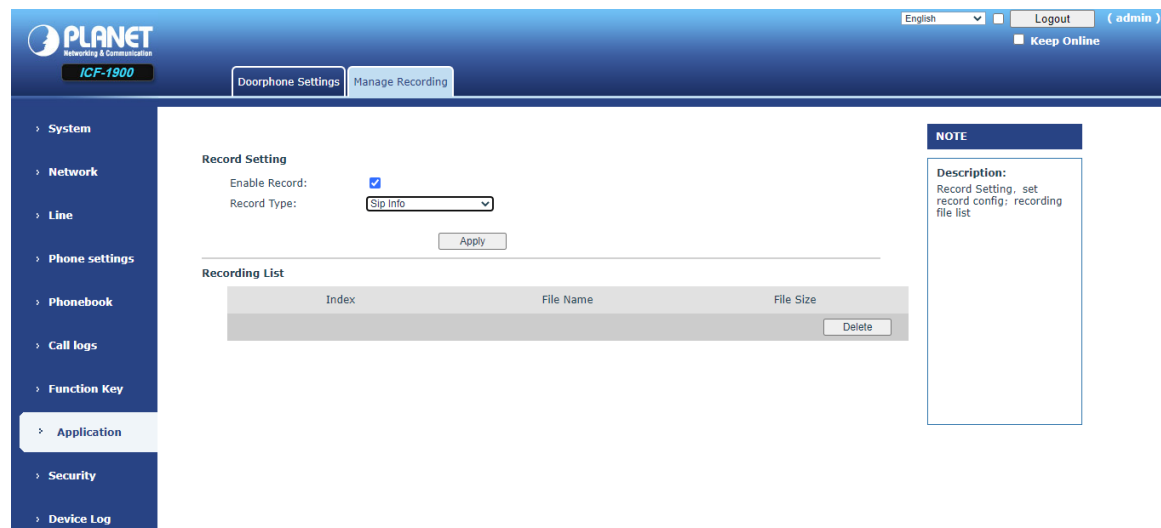 English
Logout
( admin )
Keep Online
PLANET
Networking & Communication
ICF-1900
Doorphone Settings
Manage Recording
› System
› Network
› Line
› Phone settings
› Phonebook
› Call logs
› Function Key
› Application
› Security
› Device Log
Record Setting
Enable Record:
Record Type:
Sip Info
Apply
Recording List
Index File Name File Size
Delete
NOTE
Description:
Record Setting, set
record config; recording
file list